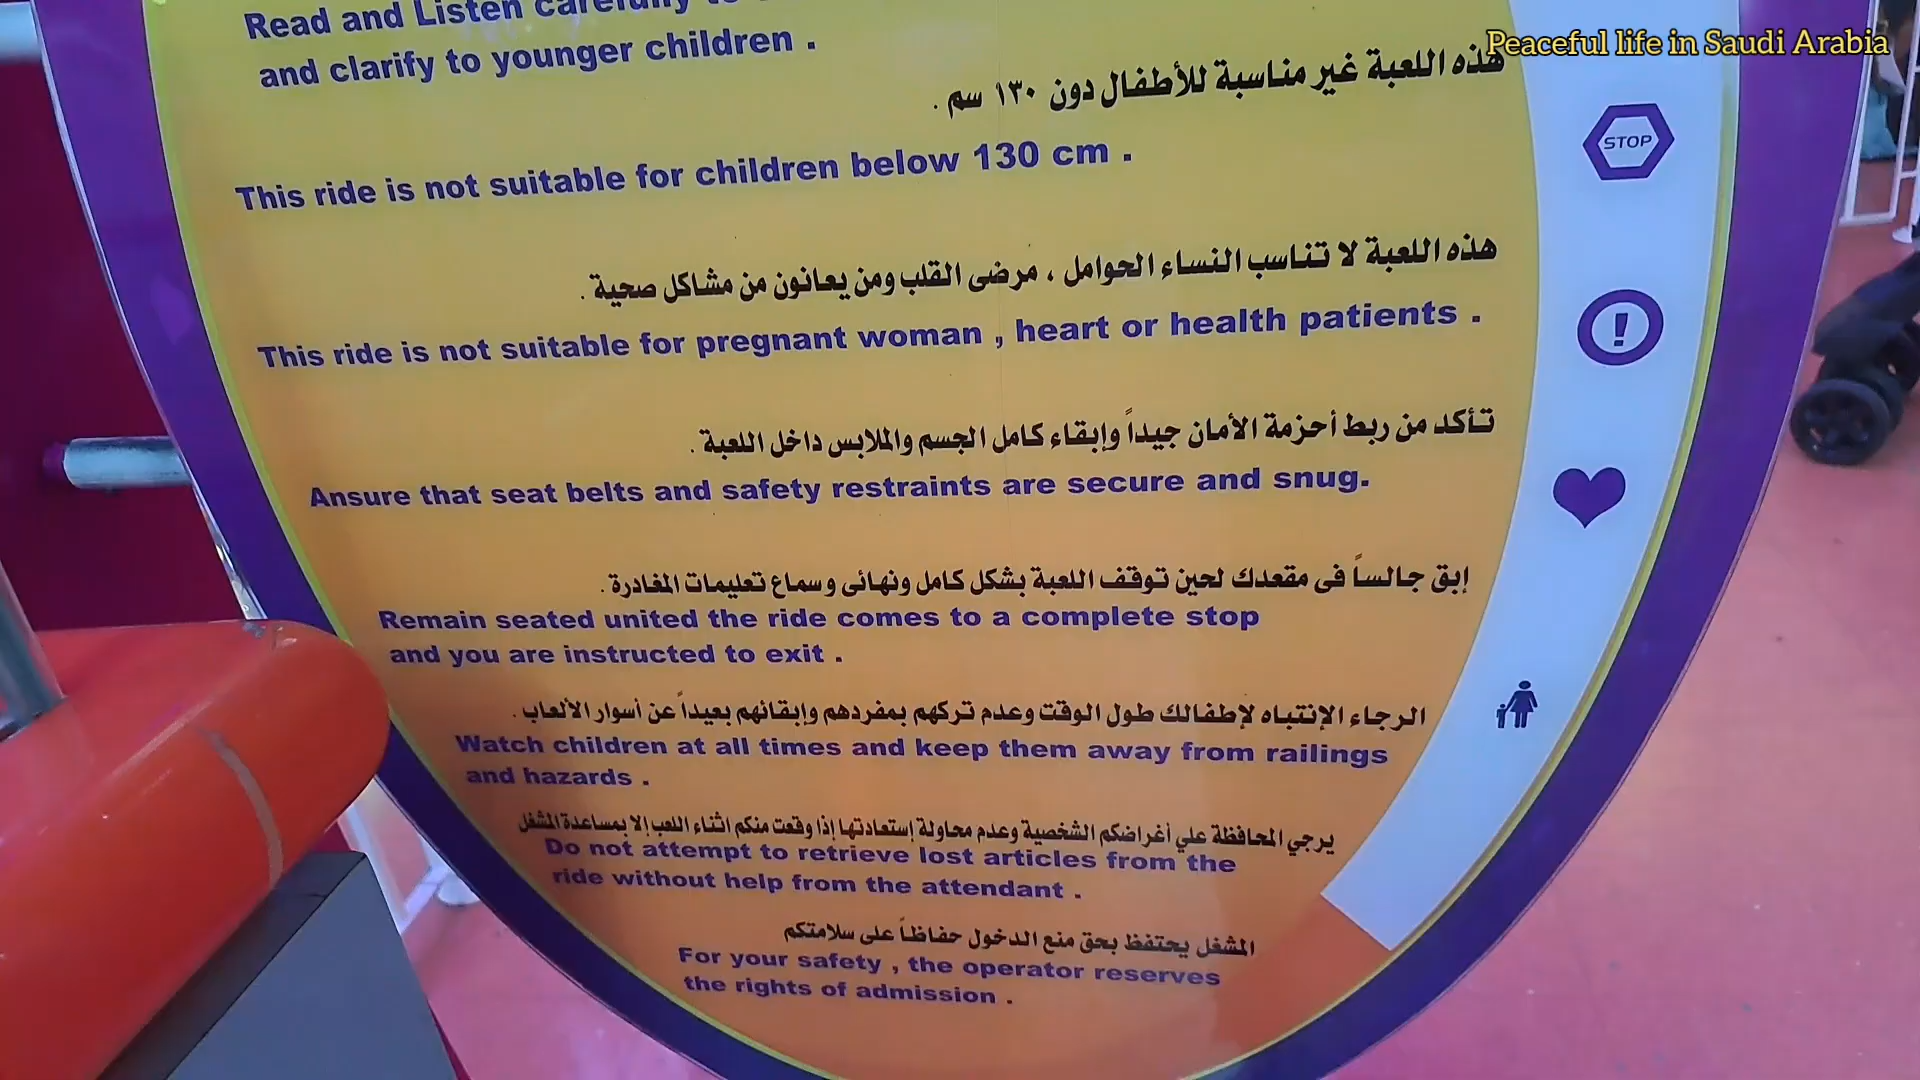 Read and Listen carefully to
and clarify to younger children .
Peaceful life in Saudi Arabia
هذه اللعبة غير مناسبة للأطفال دون ١٣٠ سم .
This ride is not suitable for children below 130 cm .
STOP
هذه اللعبة لا تناسب النساء الحوامل ، مرضى القلب ومن يعانون من مشاكل صحية .
This ride is not suitable for pregnant woman , heart or health patients .
!
تأكد من ربط أحزمة الأمان جيداً وإبقاء كامل الجسم والملابس داخل اللعبة .
Ansure that seat belts and safety restraints are secure and snug.
إبق جالساً فى مقعدك لحين توقف اللعبة بشكل كامل ونهائى وسماع تعليمات المغادرة .
Remain seated united the ride comes to a complete stop
and you are instructed to exit .
الرجاء الإنتباه لإطفالك طول الوقت وعدم تركهم بمفردهم وإبقائهم بعيداً عن أسوار الألعاب .
Watch children at all times and keep them away from railings
and hazards .
يرجي المحافظة علي أغراضكم الشخصية وعدم محاولة إستعادتها إذا وقعت منكم اثناء اللعب إلا بمساعدة المشغل
Do not attempt to retrieve lost articles from the
ride without help from the attendant .
المشغل يحتفظ بحق منع الدخول حفاظاً على سلامتكم
For your safety , the operator reserves
the rights of admission .